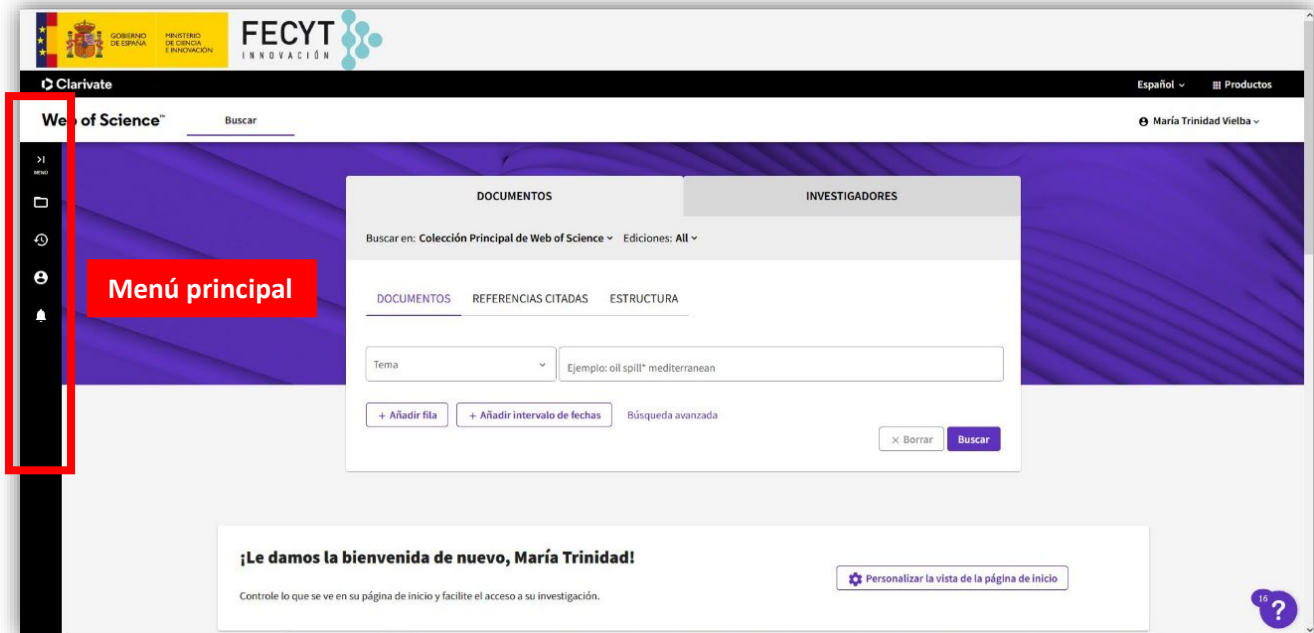 GOBIERNO
DE ESPAÑA
MINISTERIO
DE CIENCIA
E INNOVACIÓN
FECYT
INNOVACIÓN
Clarivate
Español
Productos
Web of Science™
Buscar
María Trinidad Vielba
MENÚ
DOCUMENTOS
INVESTIGADORES
Buscar en: Colección Principal de Web of Science Ediciones: All
Menú principal
DOCUMENTOS REFERENCIAS CITADAS ESTRUCTURA
Tema
Ejemplo: oil spill* mediterranean
+ Añadir fila
+ Añadir intervalo de fechas
Búsqueda avanzada
× Borrar
Buscar
¡Le damos la bienvenida de nuevo, María Trinidad!
Personalizar la vista de la página de inicio
Controle lo que se ve en su página de inicio y facilite el acceso a su investigación.
16
?